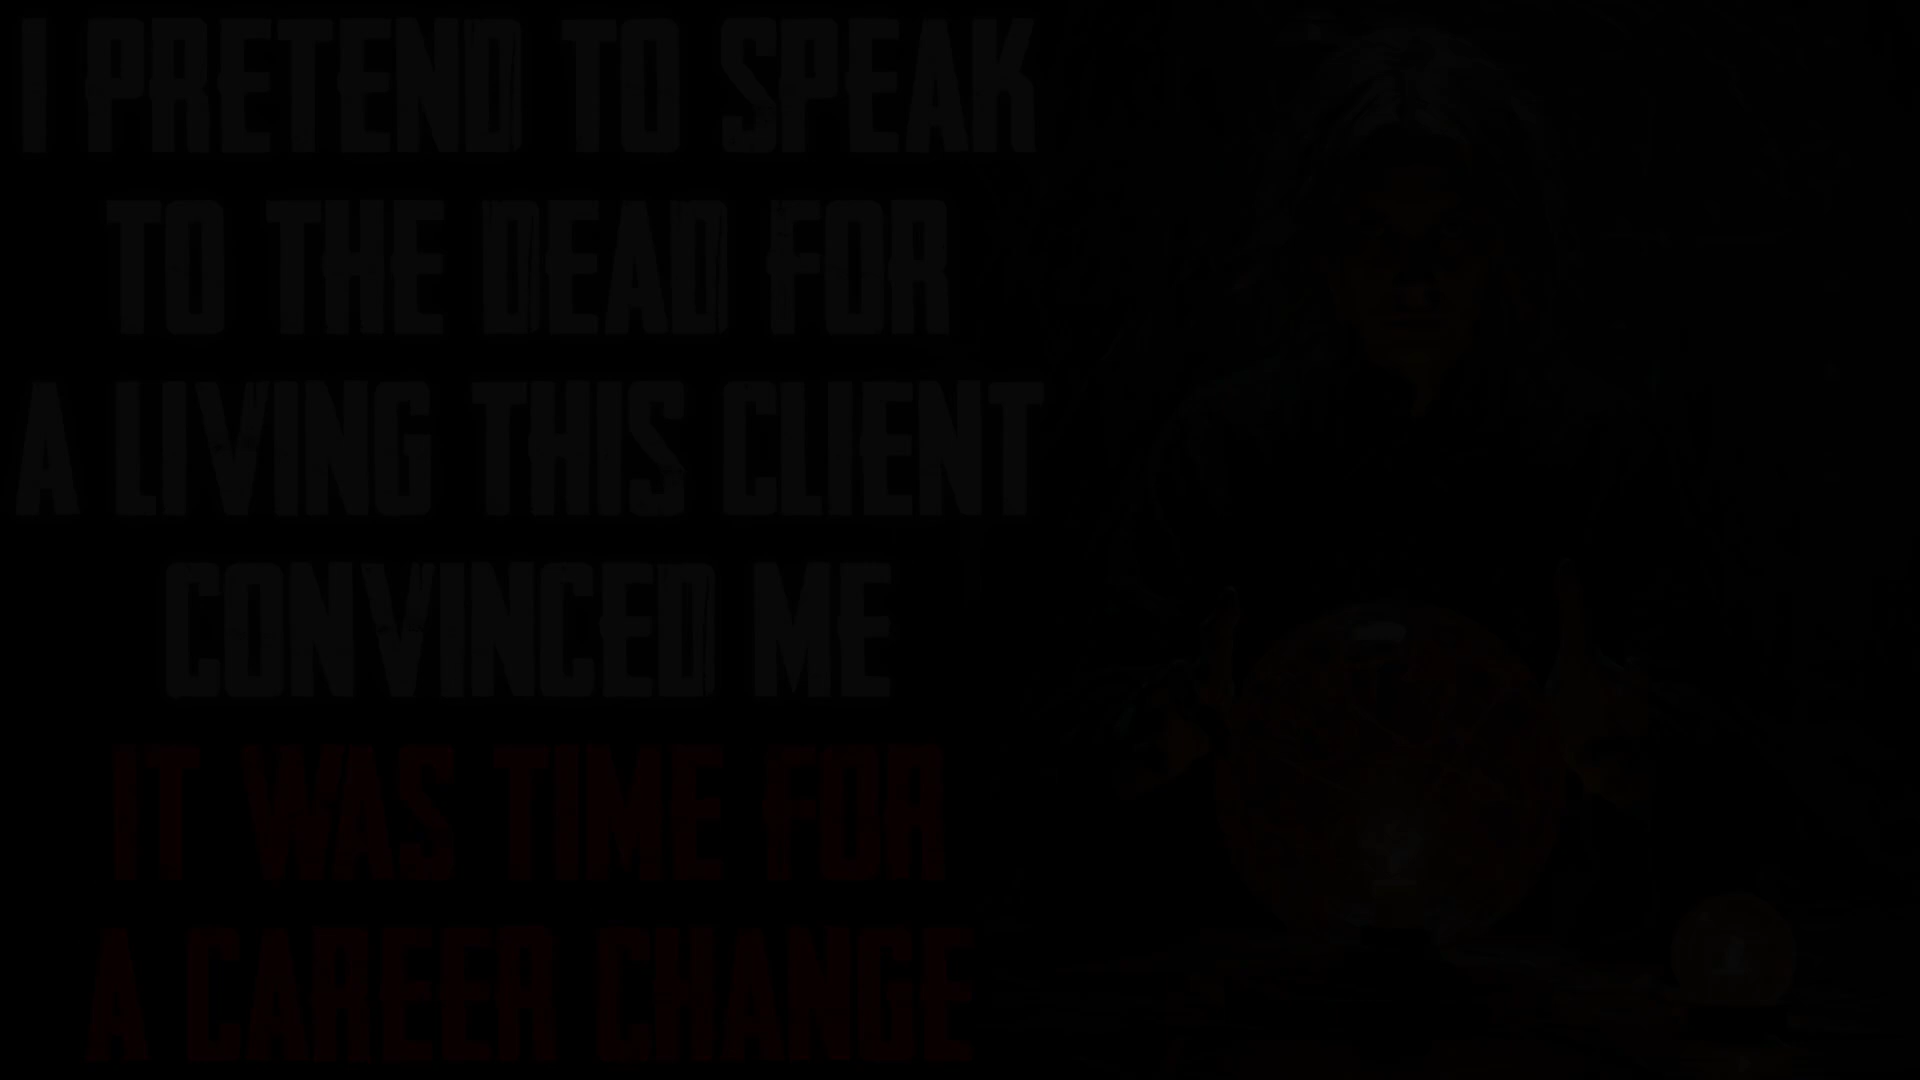 I PRETEND TO SPEAK
TO THE DEAD FOR
A LIVING THIS CLIENT
CONVINCED ME
IT WAS TIME FOR
A CAREER CHANGE